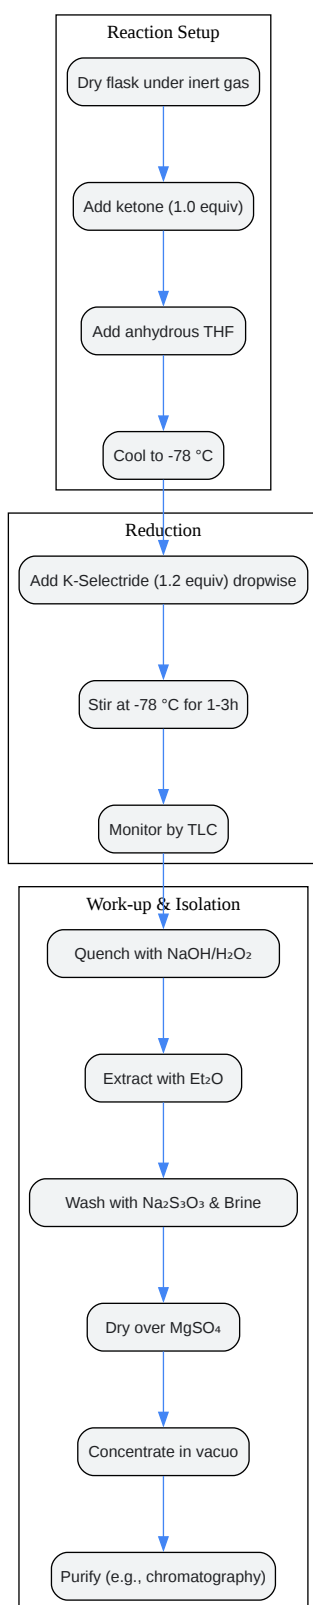 Reaction Setup
Dry flask under inert gas
Add ketone (1.0 equiv)
Add anhydrous THF
Cool to -78 °C
Reduction
Add K-Selectride (1.2 equiv) dropwise
Stir at -78 °C for 1-3h
Monitor by TLC
Work-up & Isolation
Quench with NaOH/H₂O₂
Extract with Et₂O
Wash with Na₂S₃O₃ & Brine
Dry over MgSO₄
Concentrate in vacuo
Purify (e.g., chromatography)